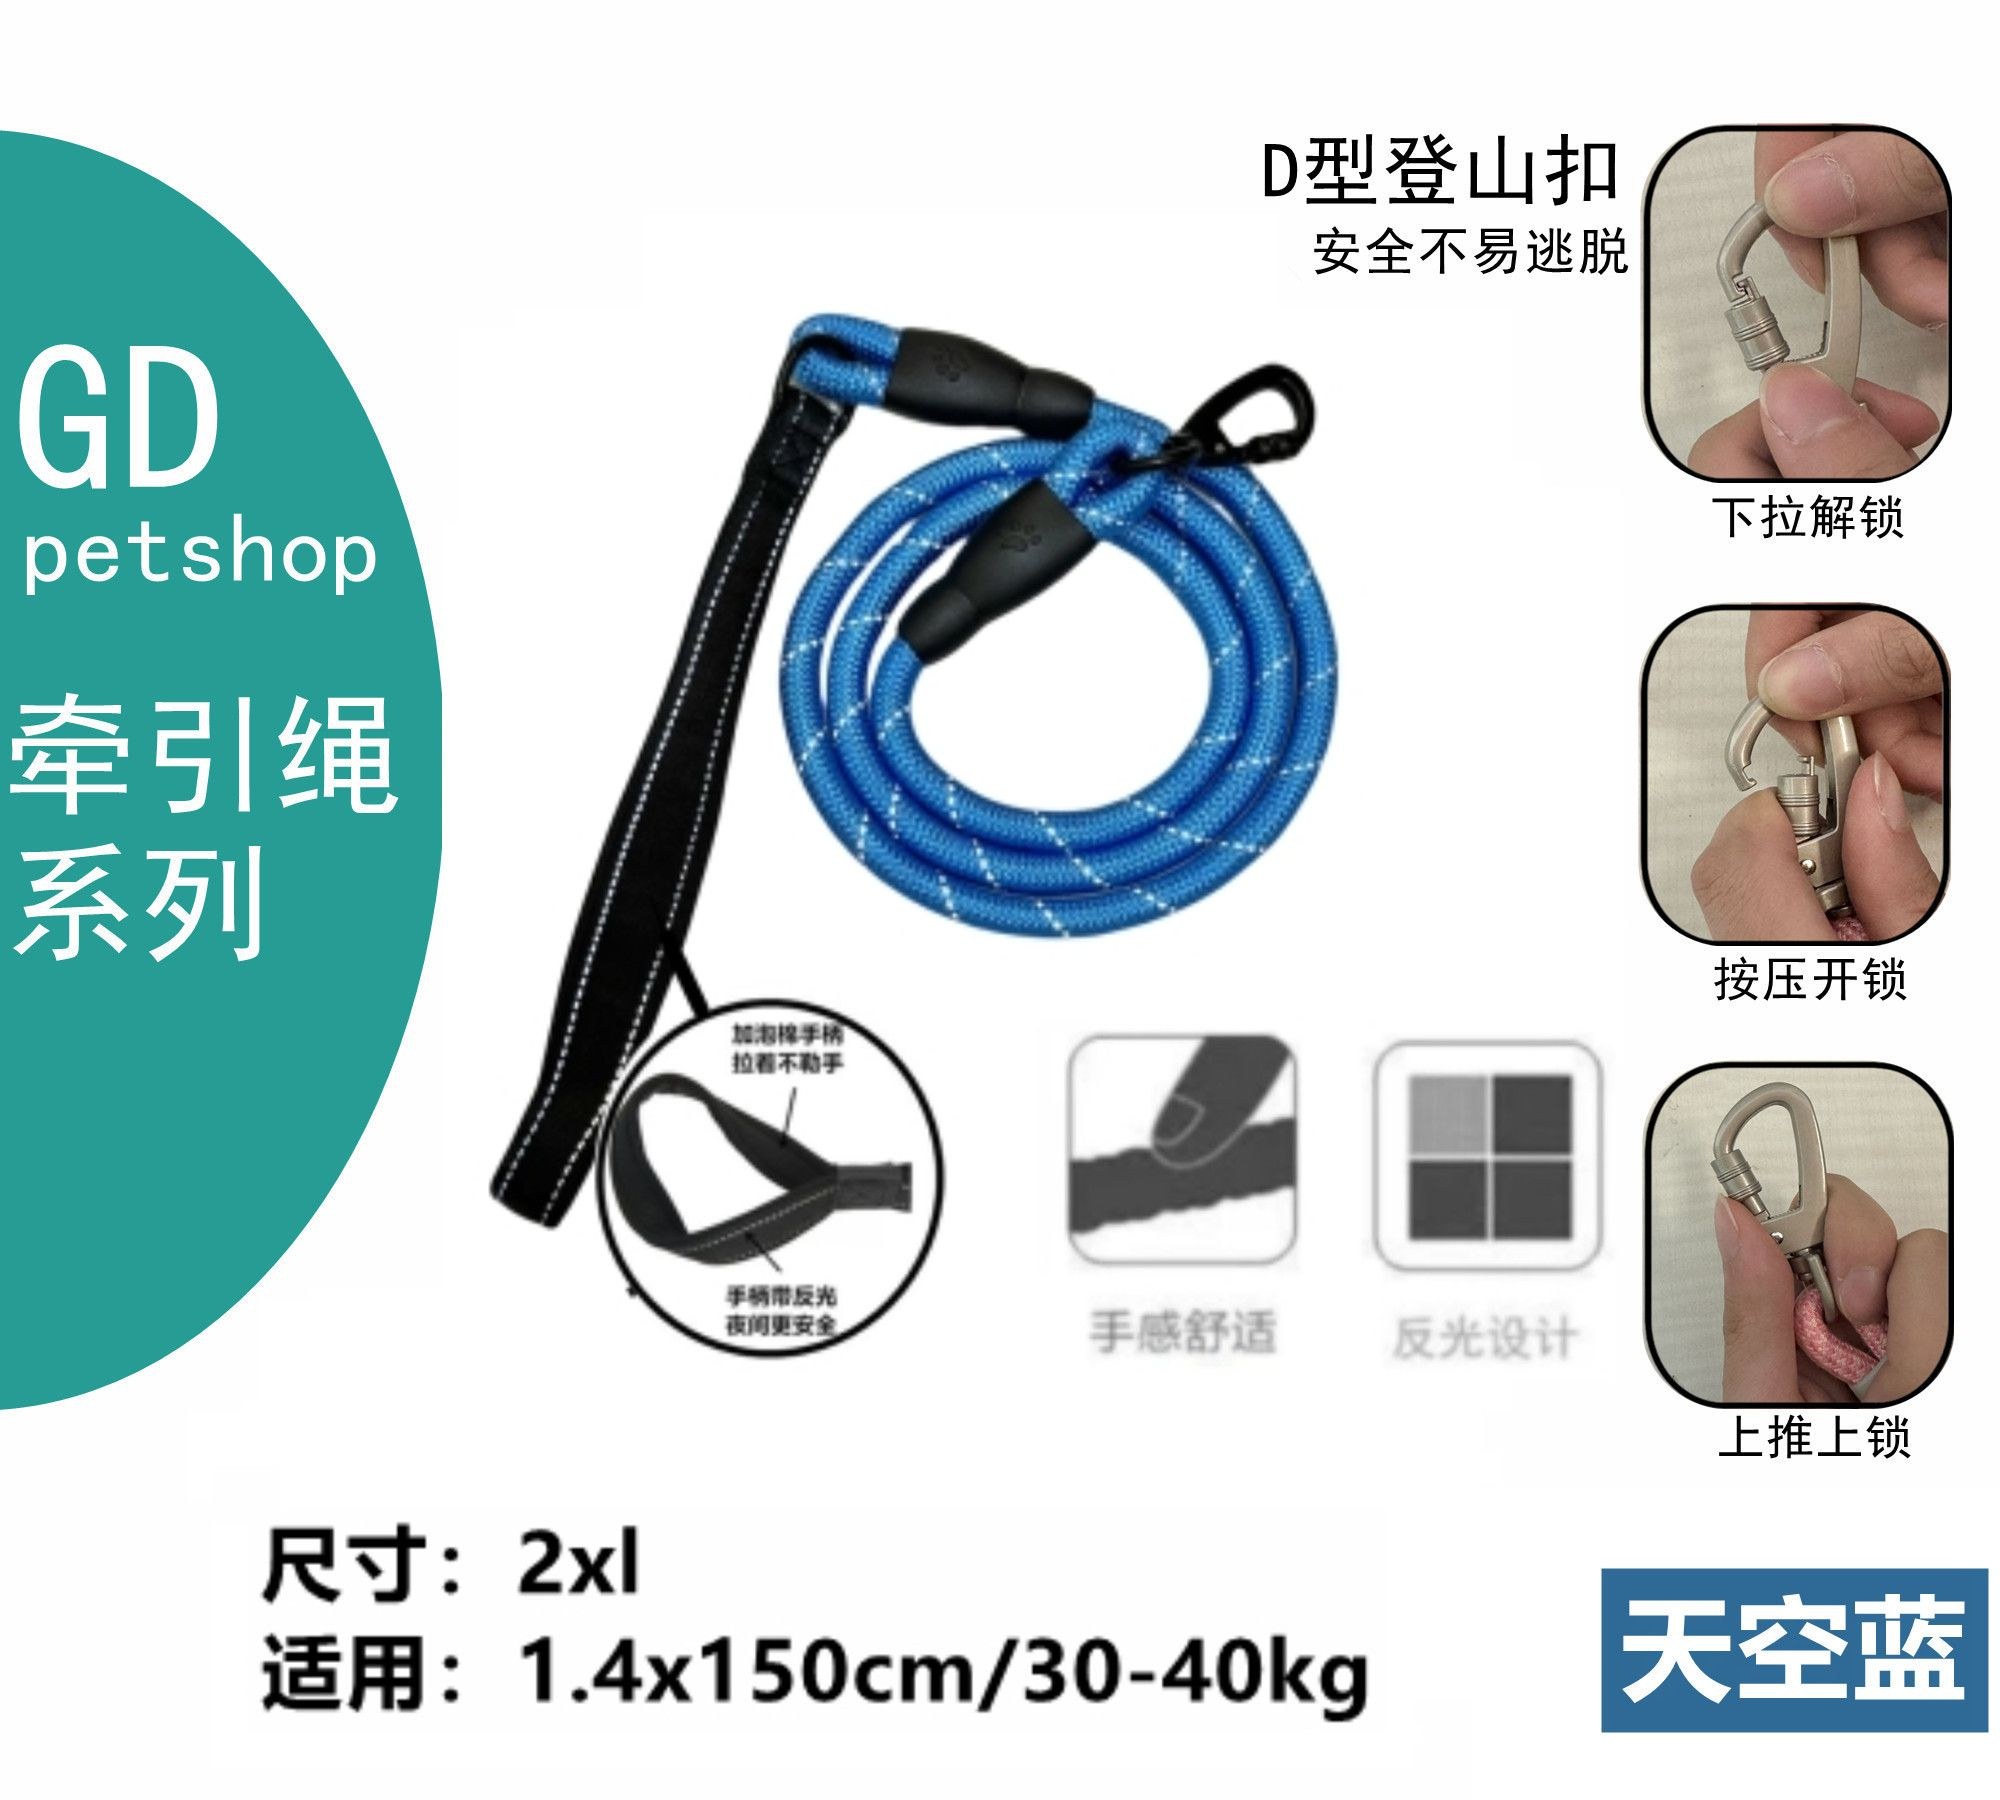 GD
petshop
牵引绳
系列
D型登山扣
安全不易逃脱
下拉解锁
按压开锁
上推上锁
加泡棉手柄
拉着不勒手
手柄带反光
夜间更安全
手感舒适
反光设计
尺寸：2xl
适用：1.4x150cm/30-40kg
天空蓝